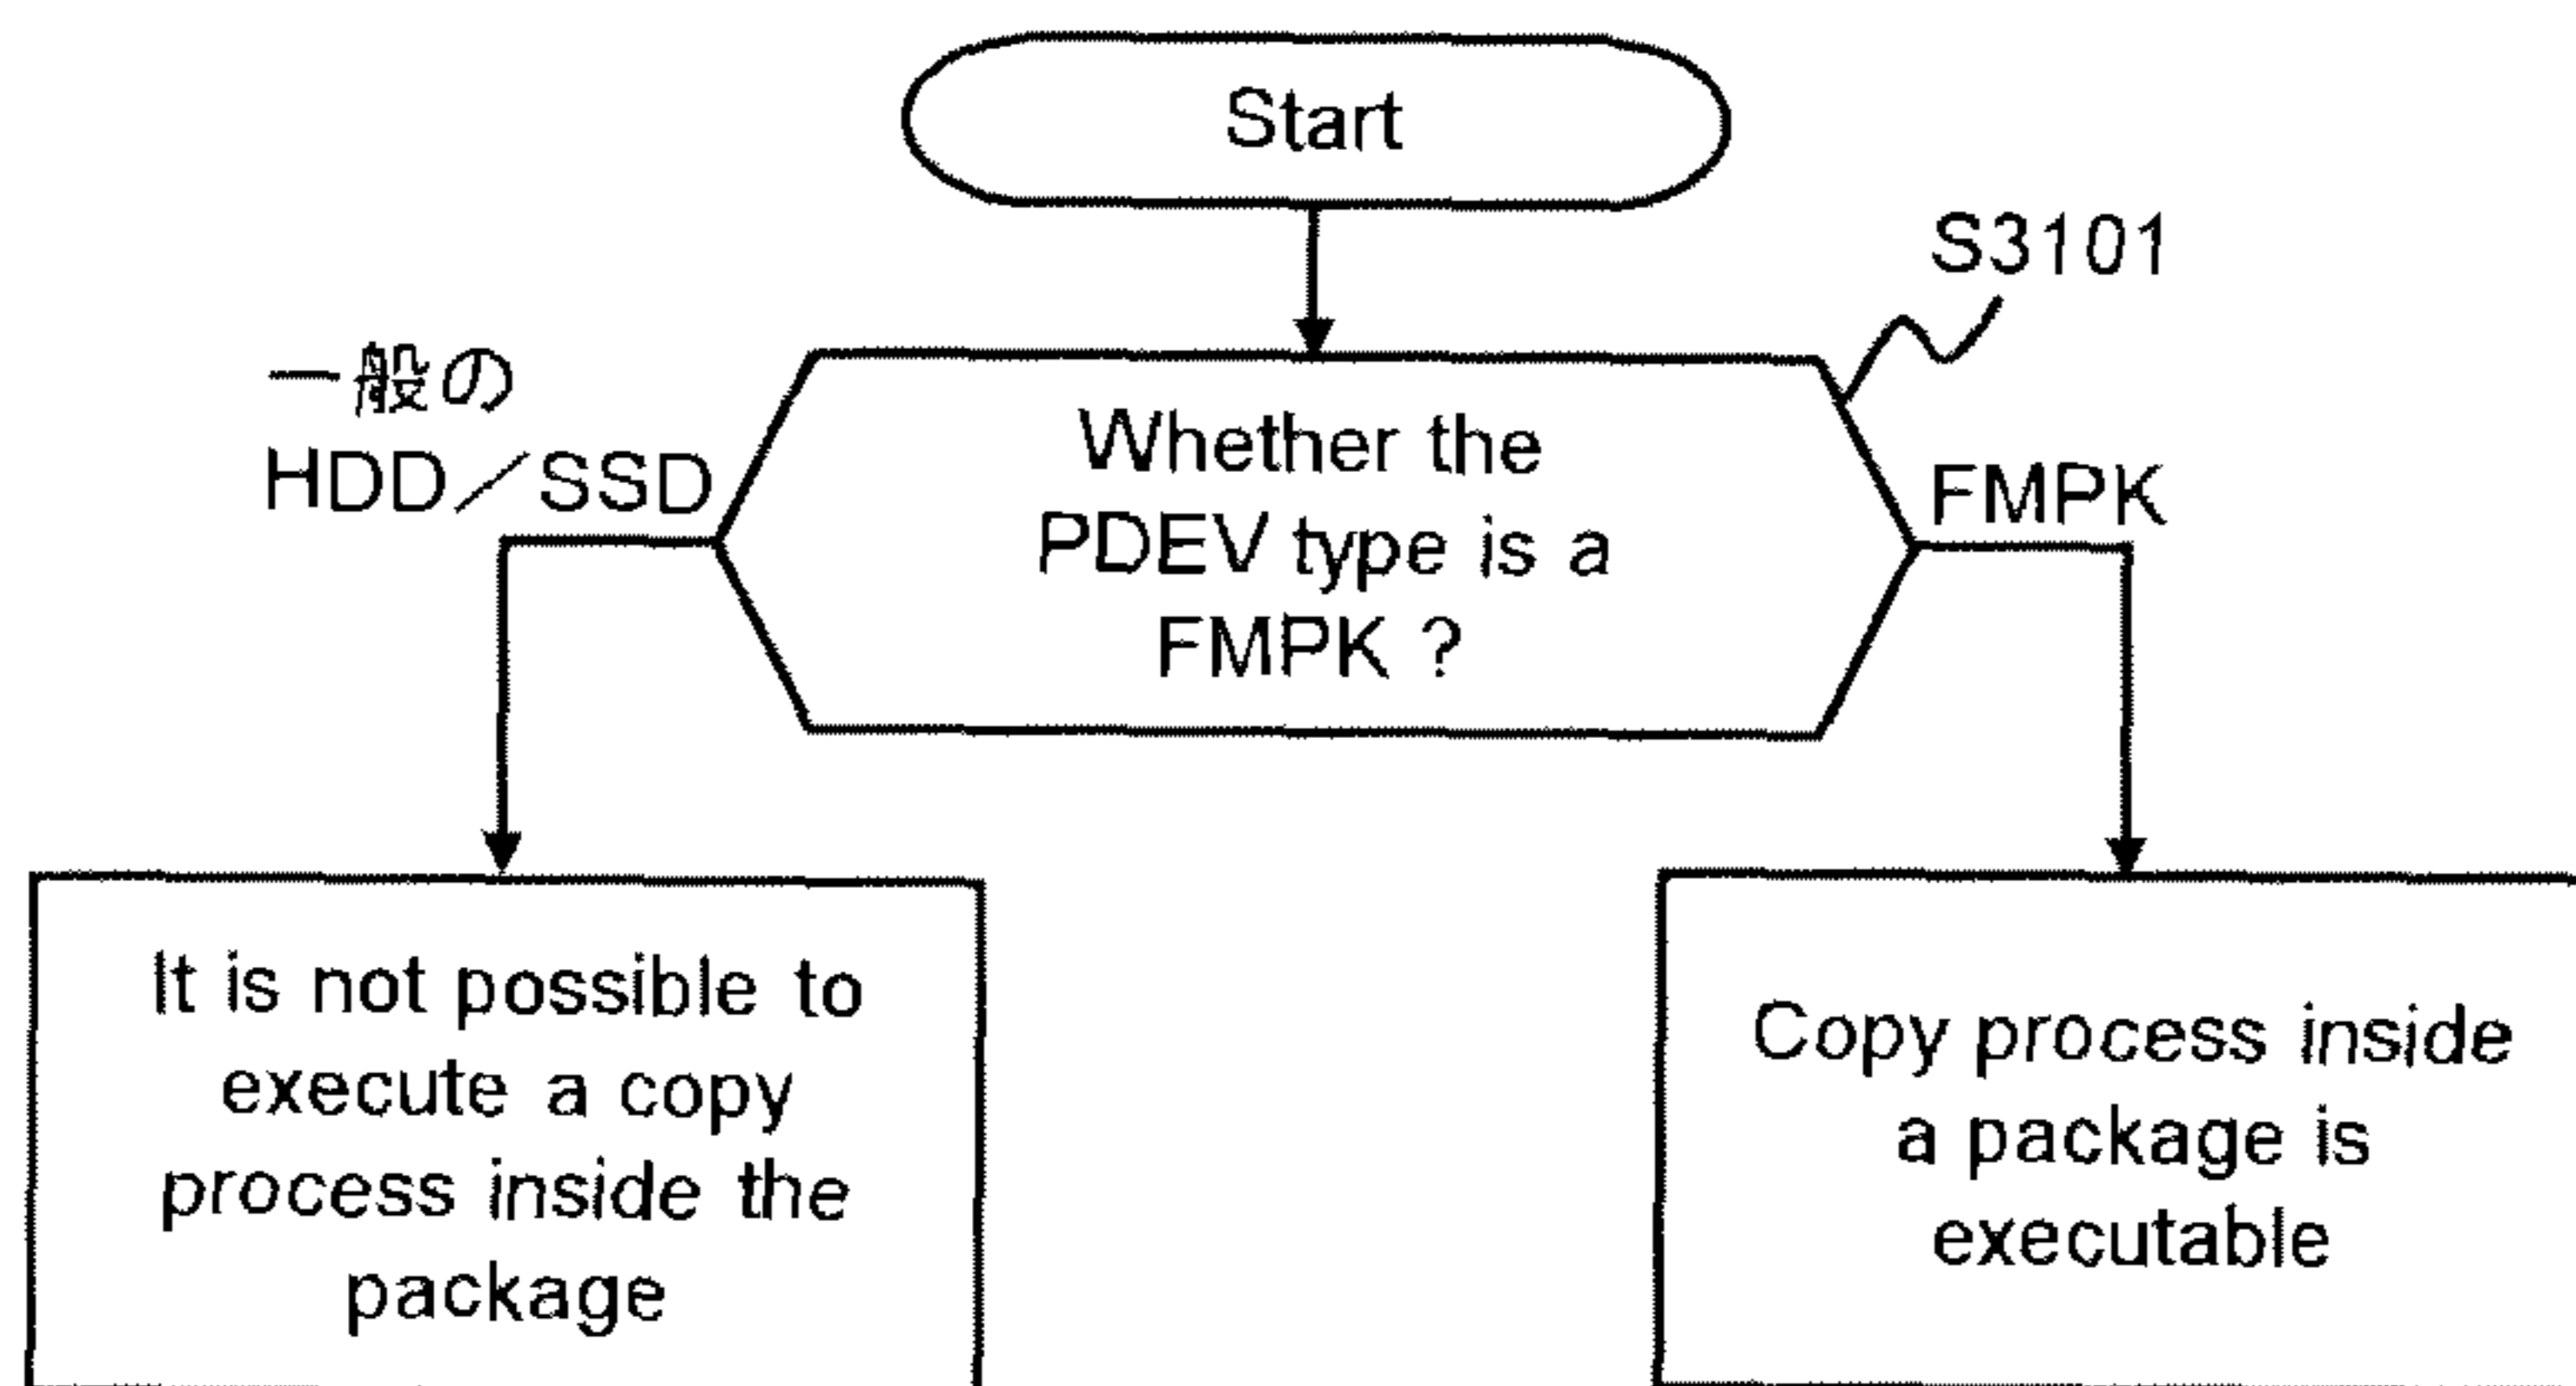 Start
S3101
一般の
HDD／SSD
Whether the
PDEV type is a
FMPK ?
FMPK
It is not possible to
execute a copy
process inside the
package
Copy process inside
a package is
executable